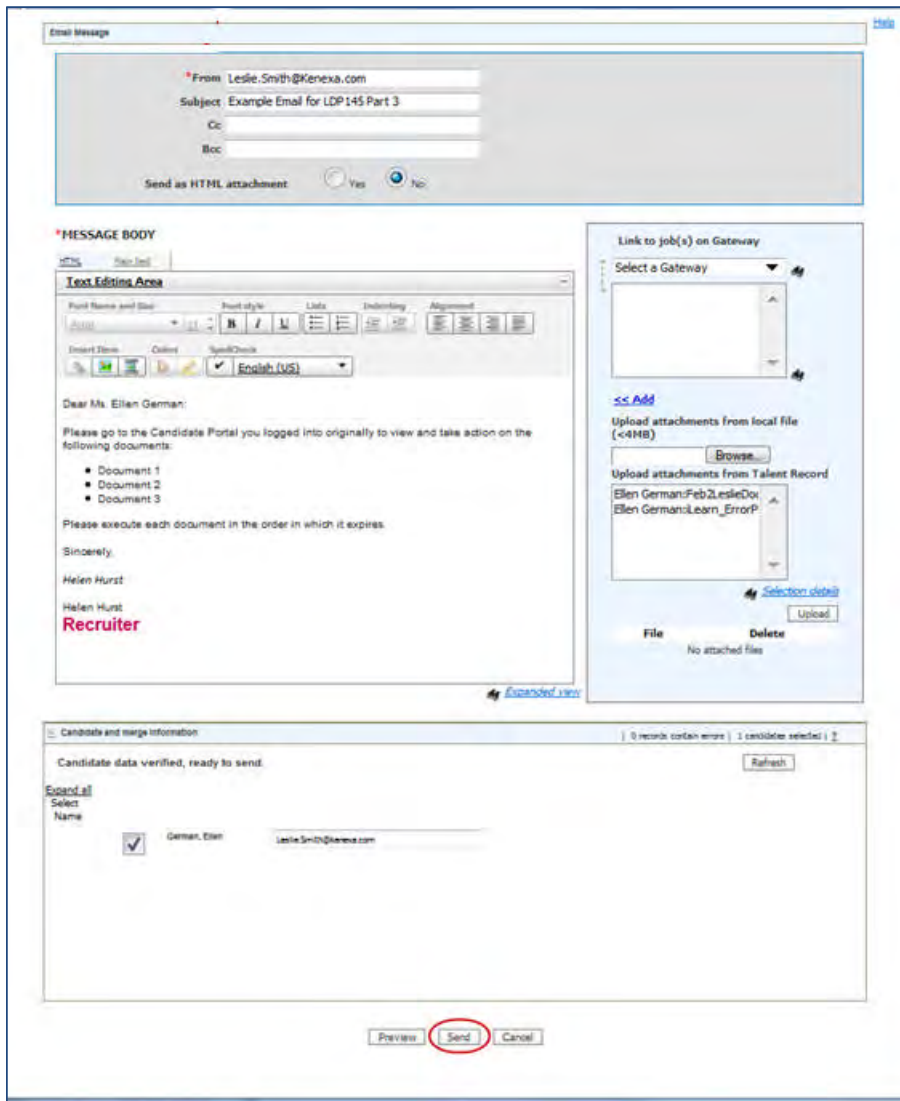 Help
Email Message
*From Leslie.Smith@Kenexa.com
Subject Example Email for LDP145 Part 3
Cc
Bcc
Send as HTML attachment Yes No
*MESSAGE BODY
HTML Plain Text
Text Editing Area
Font Name and Size Font style Lists Indenting Alignment
Arial 11 B I U
Insert Items Colors SpellCheck
English (US)
Dear Ms. Ellen German:
Please go to the Candidate Portal you logged into originally to view and take action on the
following documents:
• Document 1
• Document 2
• Document 3
Please execute each document in the order in which it expires.
Sincerely,
Helen Hurst
Helen Hurst
Recruiter
Expanded view
Link to job(s) on Gateway
Select a Gateway
<< Add
Upload attachments from local file
(<4MB)
Browse...
Upload attachments from Talent Record
Ellen German:Feb2LeslieDoc
Ellen German:Learn_ErrorP
Selection details
Upload
File Delete
No attached files
Candidate and merge information | 0 records contain errors | 1 candidates selected | ?
Candidate data verified, ready to send. Refresh
Expand all
Select
Name
German, Ellen Leslie.Smith@kenexa.com
Preview Send Cancel